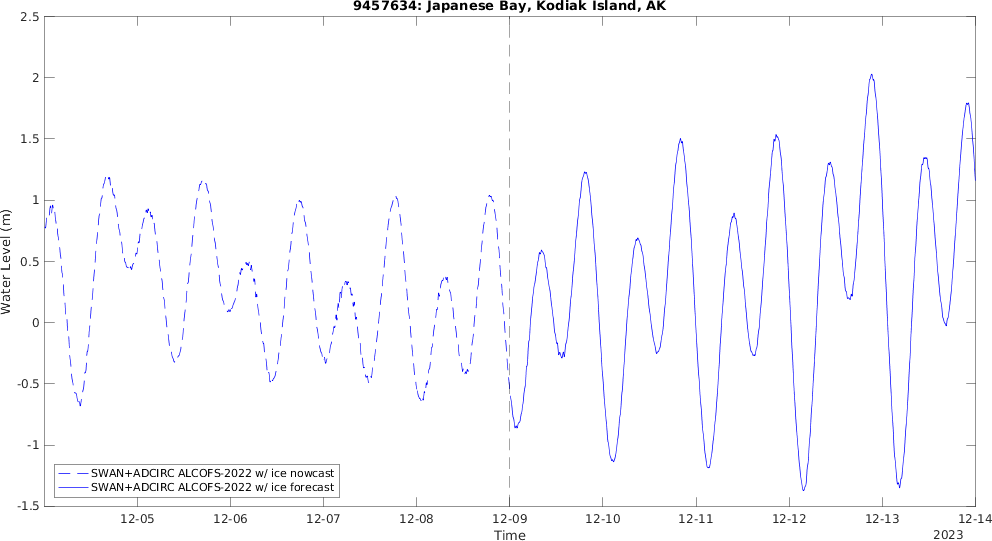 9457634: Japanese Bay, Kodiak Island, AK
2.5
2
1.5
1
0.5
0
-0.5
-1
-1.5
Water Level (m)
SWAN+ADCIRC ALCOFS-2022 w/ ice nowcast
SWAN+ADCIRC ALCOFS-2022 w/ ice forecast
12-05 12-06 12-07 12-08 12-09 12-10 12-11 12-12 12-13 12-14
Time 2023